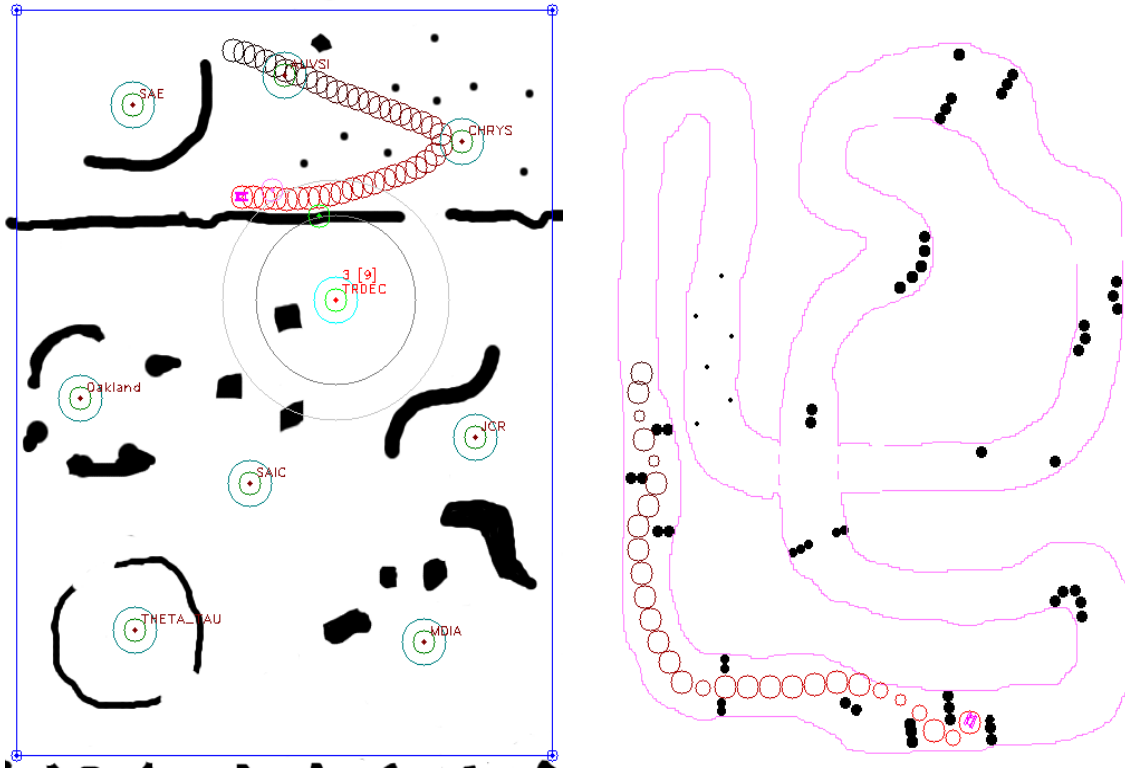 AUVSI
SAE
CHRYS
3 [9]
TRDEC
Oakland
JCR
SAIC
THETA_TAU
MDIA